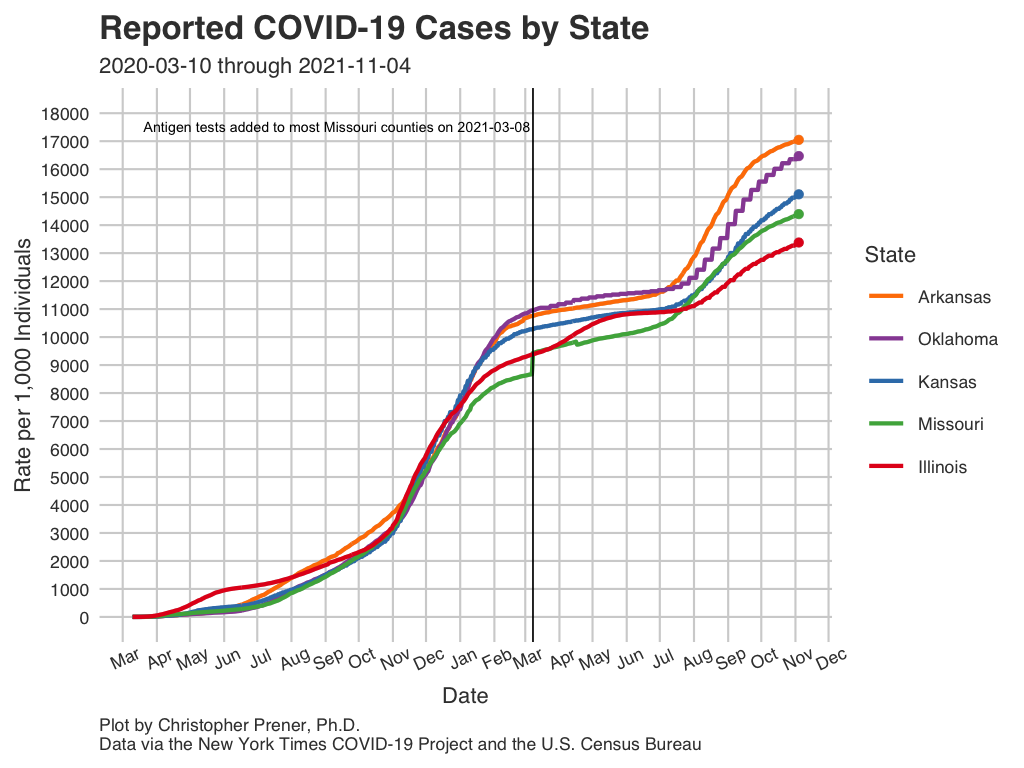 Reported COVID-19 Cases by State
2020-03-10 through 2021-11-04
Antigen tests added to most Missouri counties on 2021-03-08
18000
17000
16000
15000
14000
13000
12000
11000
10000
9000
8000
7000
6000
5000
4000
3000
2000
1000
0
Rate per 1,000 Individuals
Mar Apr May Jun Jul Aug Sep Oct Nov Dec Jan Feb Mar Apr May Jun Jul Aug Sep Oct Nov Dec
Date
State
Arkansas
Oklahoma
Kansas
Missouri
Illinois
Plot by Christopher Prener, Ph.D.
Data via the New York Times COVID-19 Project and the U.S. Census Bureau